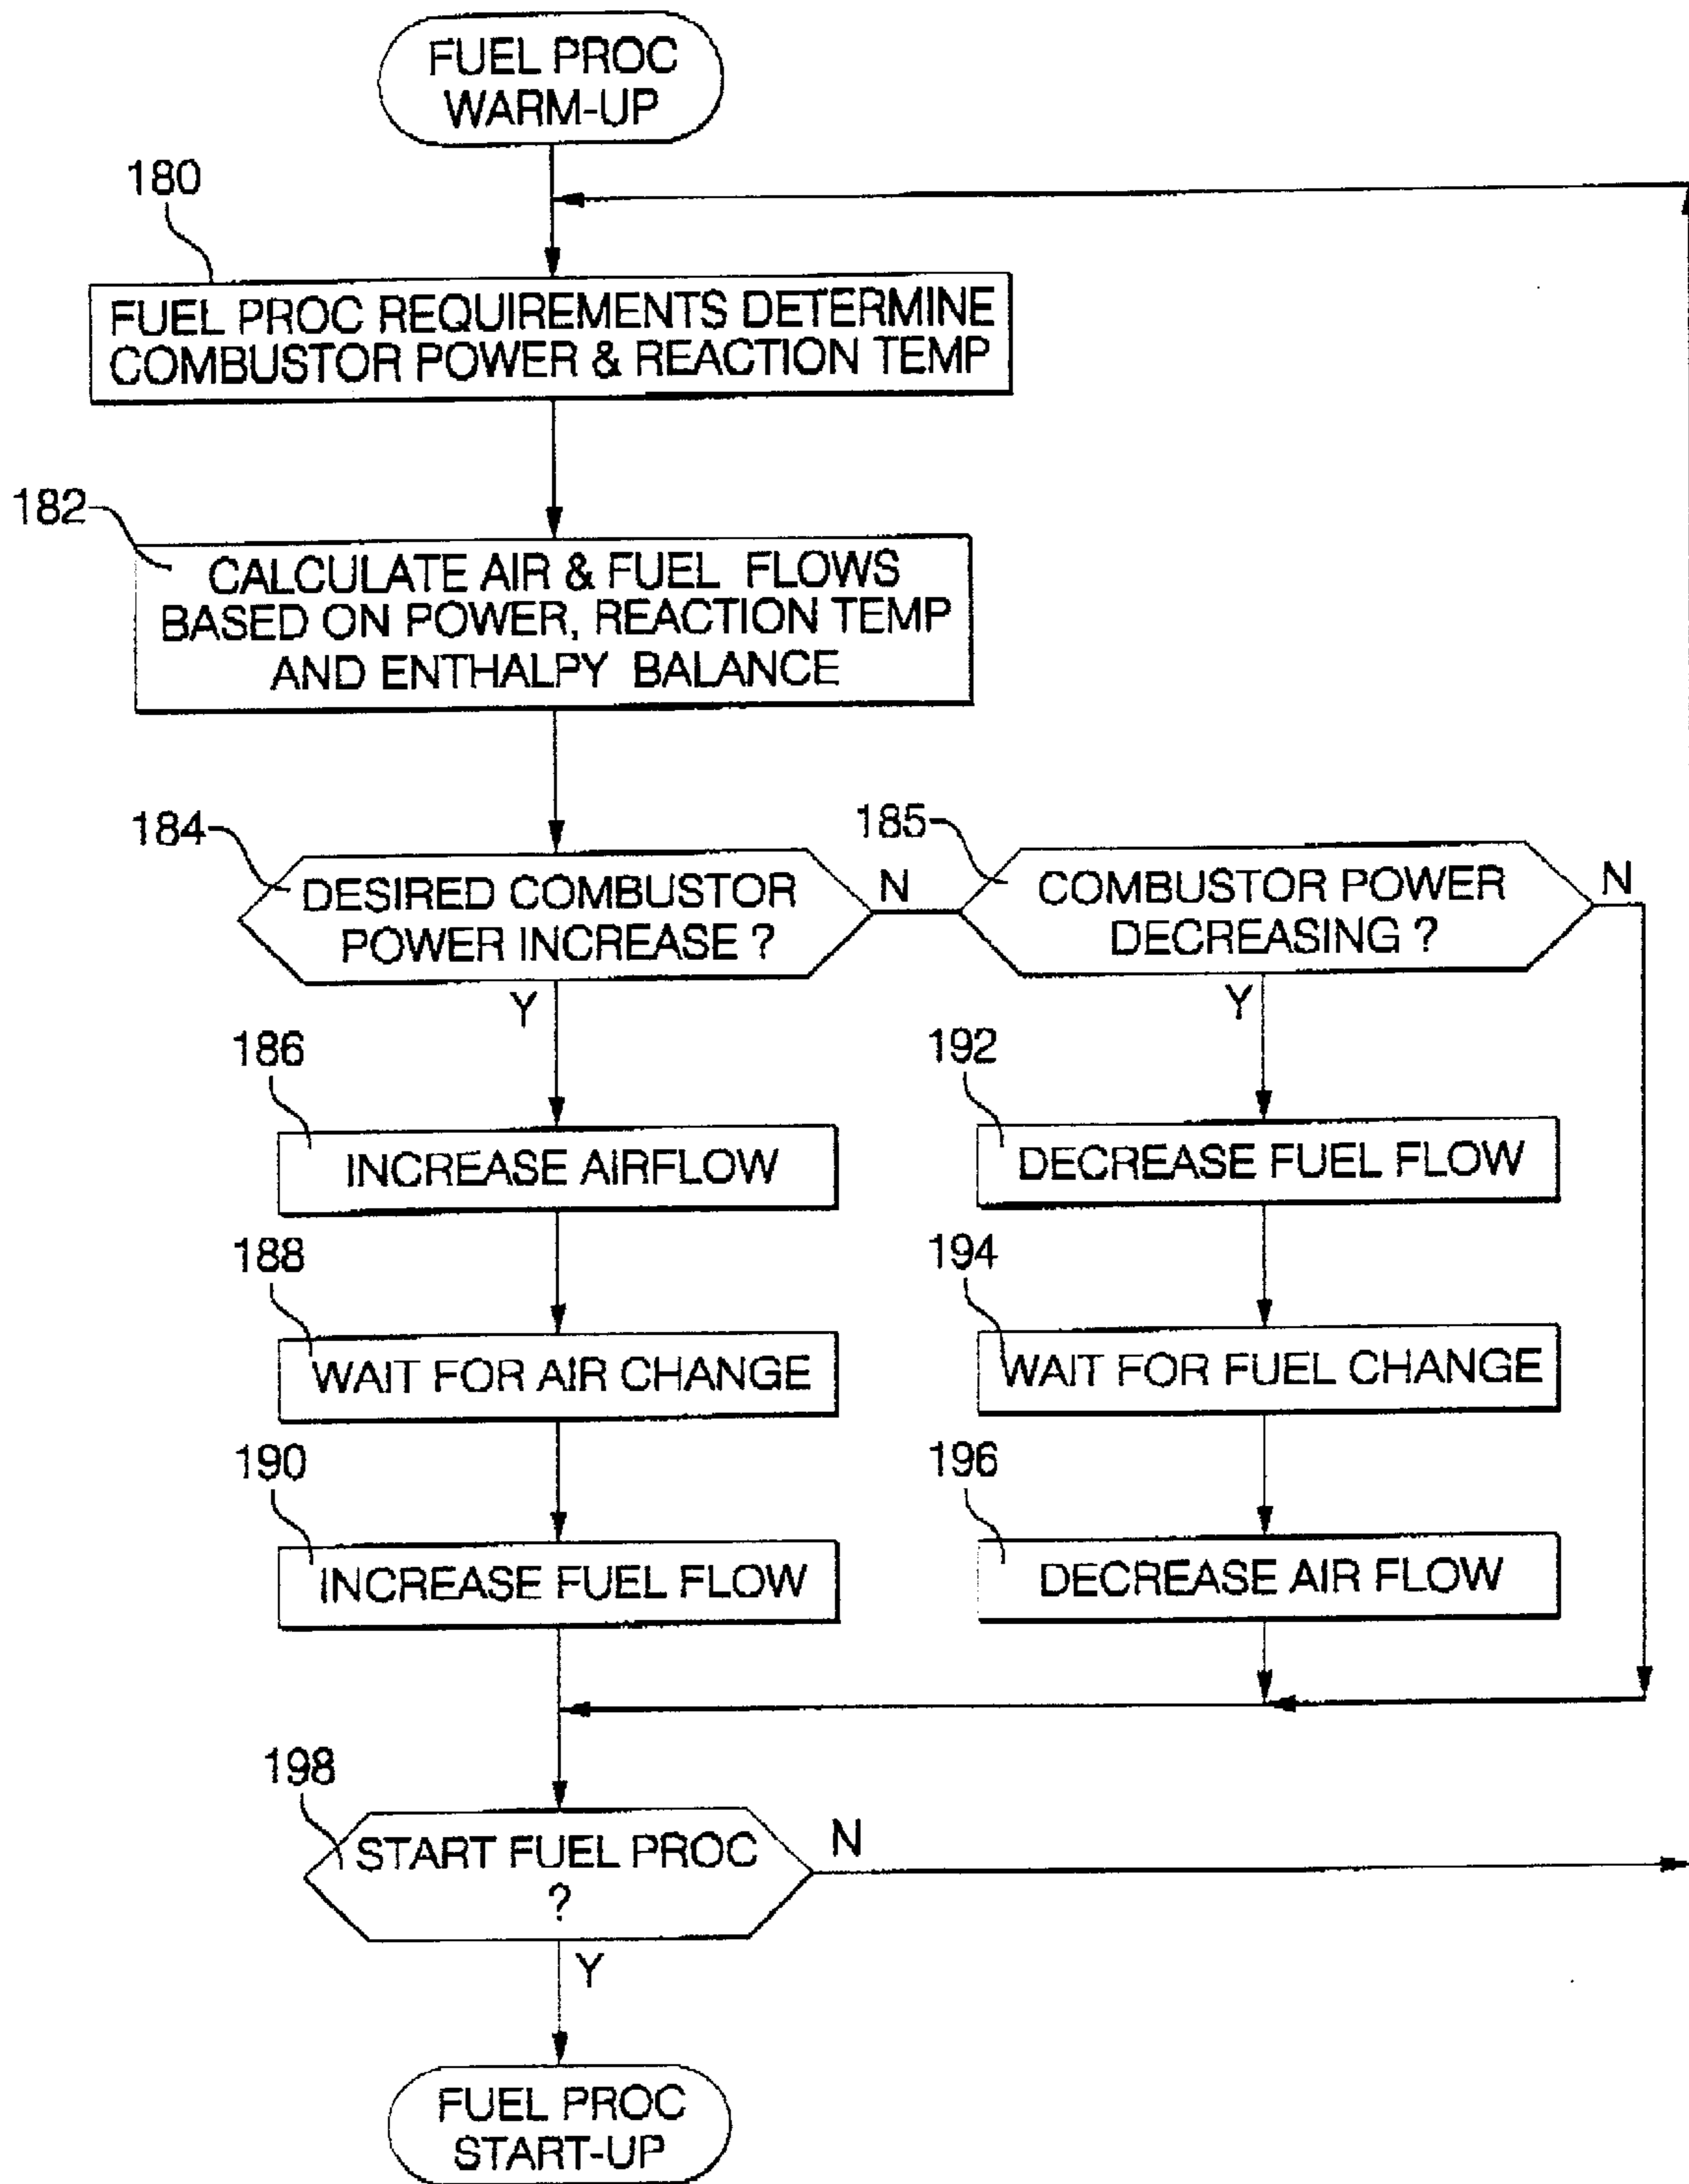 FUEL PROC
WARM-UP
180
FUEL PROC REQUIREMENTS DETERMINE
COMBUSTOR POWER & REACTION TEMP
182
CALCULATE AIR & FUEL FLOWS
BASED ON POWER, REACTION TEMP
AND ENTHALPY BALANCE
184
DESIRED COMBUSTOR
POWER INCREASE ?
N
185
COMBUSTOR POWER
DECREASING ?
N
Y
Y
186
INCREASE AIRFLOW
192
DECREASE FUEL FLOW
188
WAIT FOR AIR CHANGE
194
WAIT FOR FUEL CHANGE
190
INCREASE FUEL FLOW
196
DECREASE AIR FLOW
198
START FUEL PROC
?
N
Y
FUEL PROC
START-UP